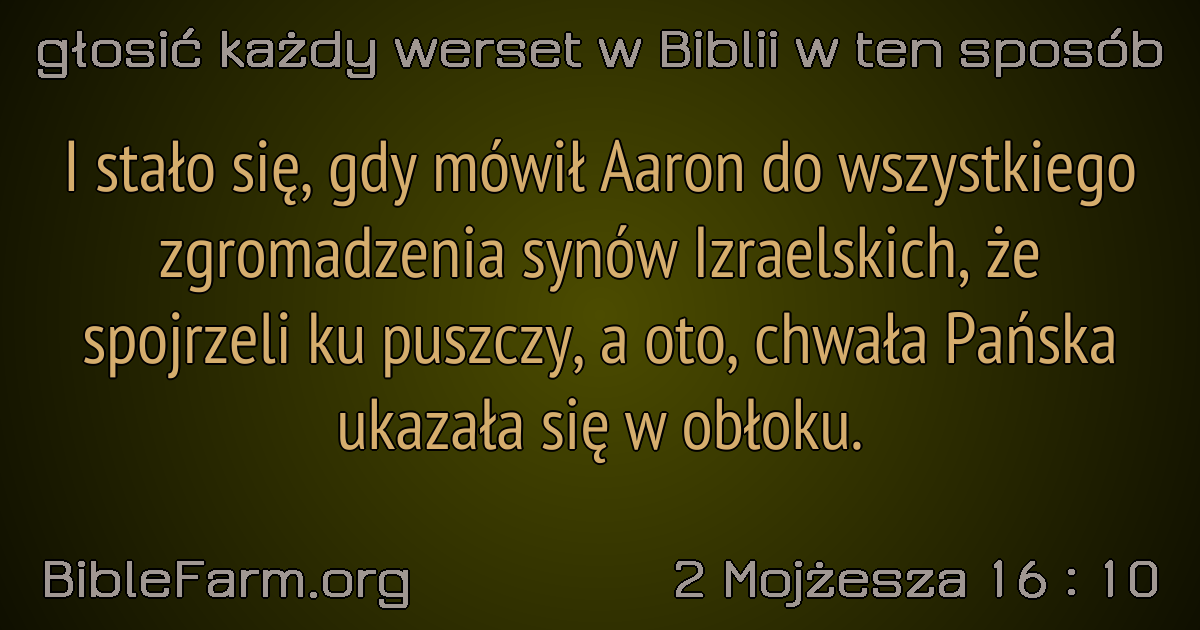 głosić każdy werset w Biblii w ten sposób
I stało się, gdy mówił Aaron do wszystkiego
zgromadzenia synów Izraelskich, że
spojrzeli ku puszczy, a oto, chwała Pańska
ukazała się w obłoku.
BibleFarm.org
2 Mojżesza 16 : 10